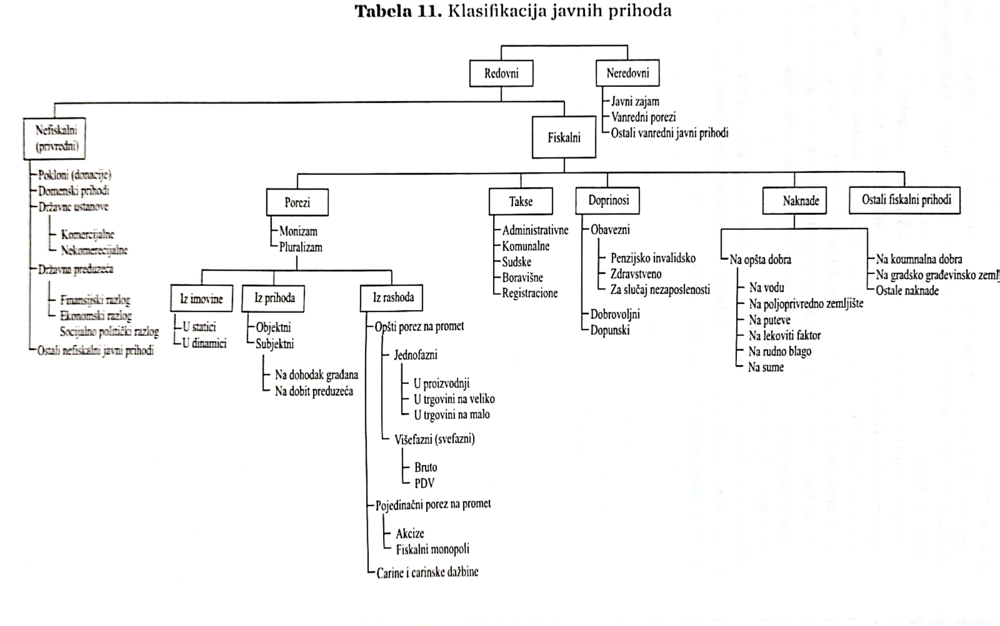 Tabela 11. Klasifikacija javnih prihoda
Redovni
Neredovni
Javni zajam
Vanredni porezi
Ostali vanredni javni prihodi
Nefiskalni
(privredni)
Pokloni (donacije)
Domenski prihodi
Državne ustanove
Komercijalne
Nekomerecijalne
Državna preduzeća
Finansijski razlog
Ekonomski razlog
Socijalno politički razlog
Ostali nefiskalni javni prihodi
Fiskalni
Porezi
Monizam
Pluralizam
Iz imovine
U statici
U dinamici
Iz prihoda
Objektni
Subjektni
Na dohodak građana
Na dobit preduzeća
Iz rashoda
Opšti porez na promet
Jednofazni
U proizvodnji
U trgovini na veliko
U trgovini na malo
Višefazni (svefazni)
Bruto
PDV
Pojedinačni porez na promet
Akcize
Fiskalni monopoli
Carine i carinske dažbine
Takse
Administrativne
Komunalne
Sudske
Boravišne
Registracione
Doprinosi
Obavezni
Penzijsko invalidsko
Zdravstveno
Za slučaj nezaposlenosti
Dobrovoljni
Dopunski
Naknade
Na opšta dobra
Na vodu
Na poljoprivredno zemljište
Na puteve
Na lekoviti faktor
Na rudno blago
Na sume
Na koumnalna dobra
Na gradsko građevinsko
Ostale naknade
Ostali fiskalni prihodi